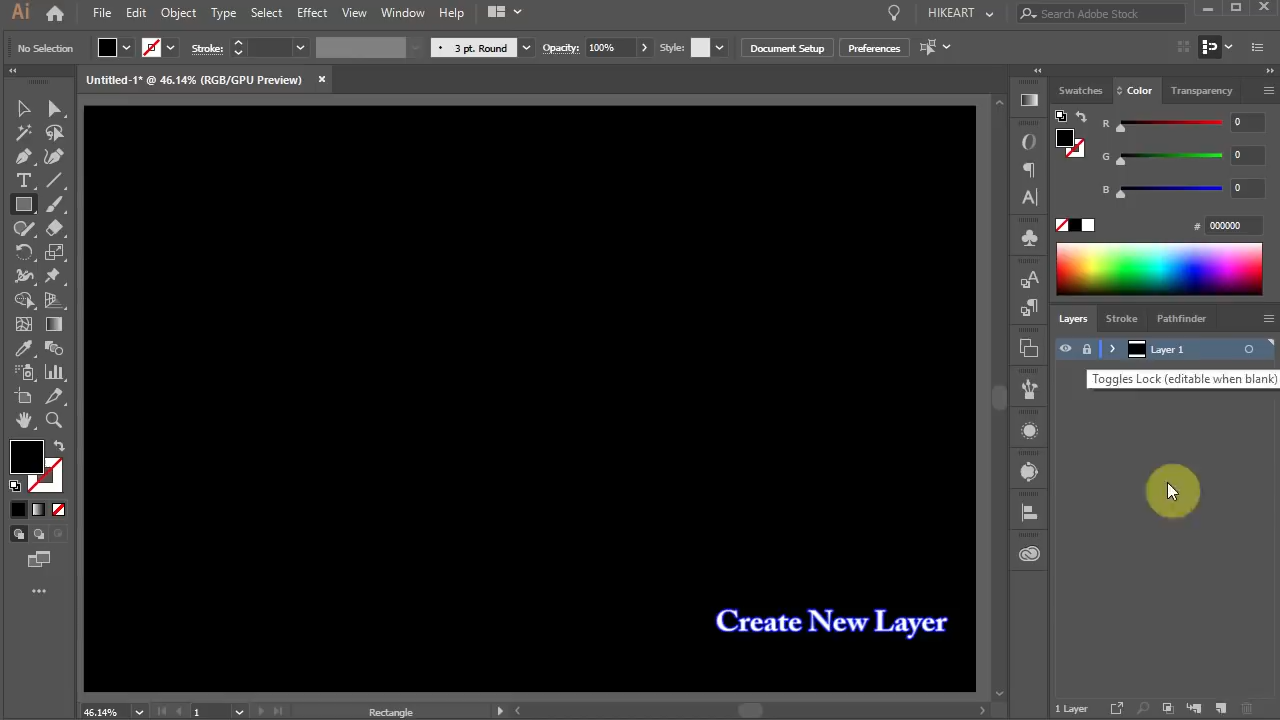 Ai File Edit Object Type Select Effect View Window Help HIKEART Search Adobe Stock
No Selection Stroke: 3 pt. Round Opacity: 100% Style: Document Setup Preferences
Untitled-1* @ 46.14% (RGB/GPU Preview)
Swatches Color Transparency
R 0
G 0
B 0
# 000000
Layers Stroke Pathfinder
Layer 1
Toggles Lock (editable when blank)
Create New Layer
46.14% 1 Rectangle 1 Layer